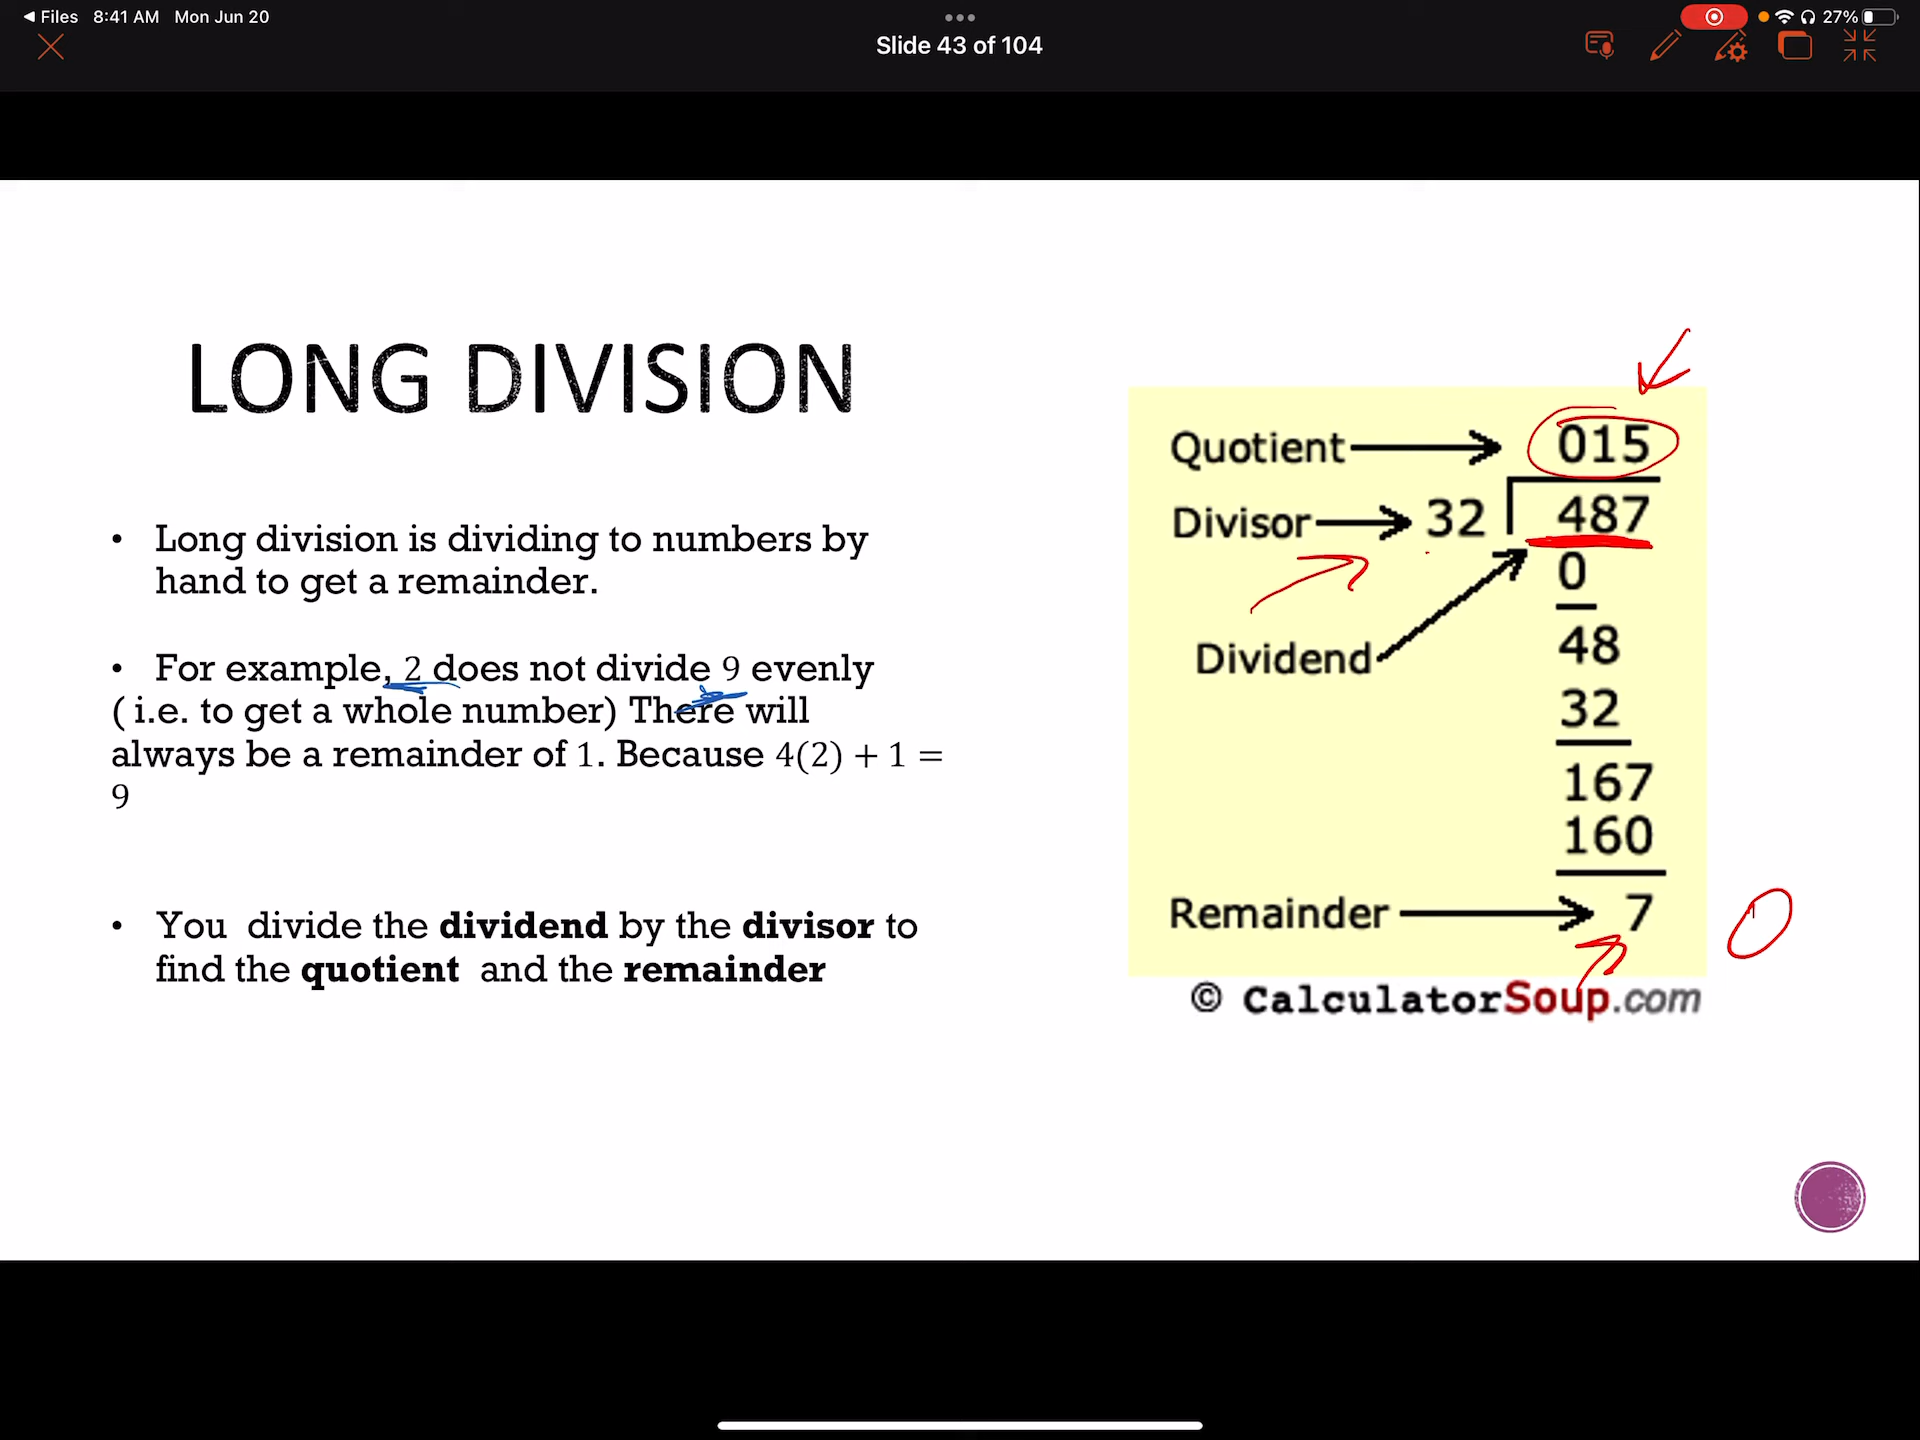 Files 8:41 AM Mon Jun 20
27%
Slide 43 of 104
LONG DIVISION
• Long division is dividing to numbers by
hand to get a remainder.
• For example, 2 does not divide 9 evenly
( i.e. to get a whole number) There will
always be a remainder of 1. Because 4(2) + 1 =
9
• You divide the dividend by the divisor to
find the quotient and the remainder
Quotient 015
Divisor 32 487
0
Dividend 48
32
167
160
Remainder 7
0
© CalculatorSoup.com